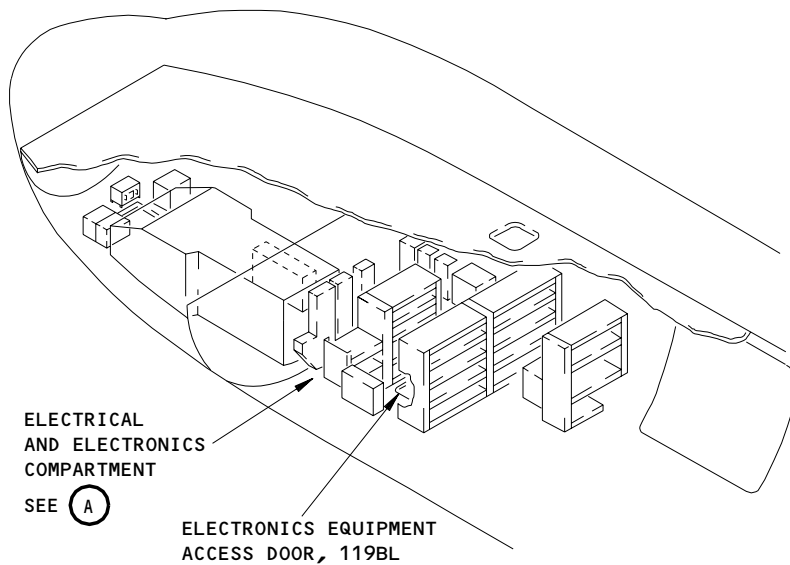 ELECTRICAL
AND ELECTRONICS
COMPARTMENT
SEE A
ELECTRONICS EQUIPMENT
ACCESS DOOR, 119BL